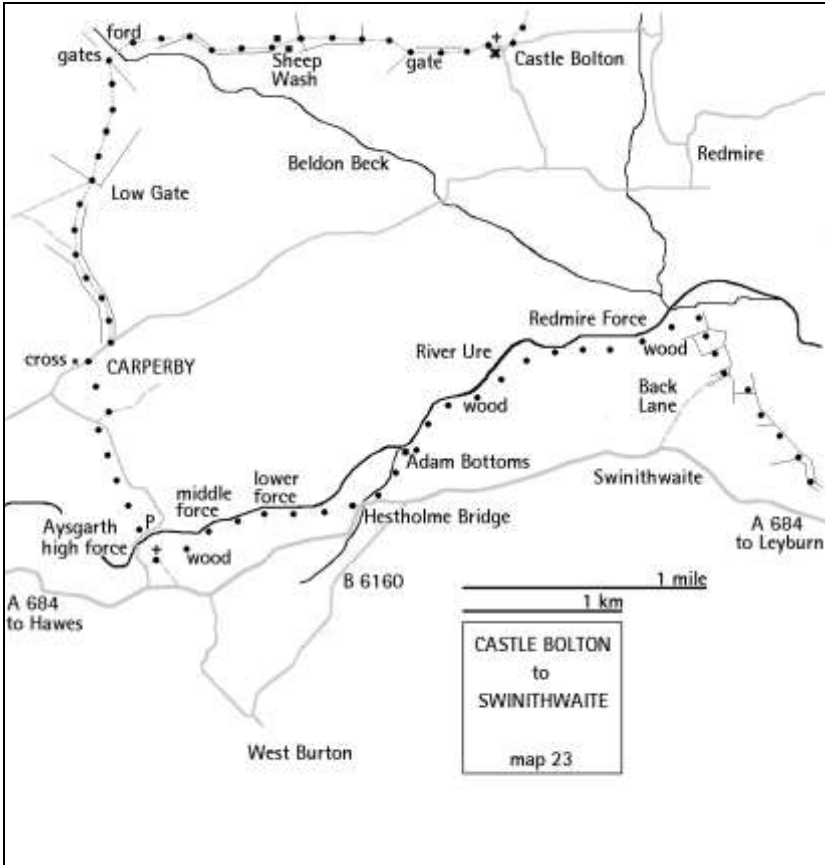 ford
gates
Sheep
Wash
gate
Castle Bolton
Beldon Beck
Redmire
Low Gate
Redmire Force
River Ure
wood
cross
CARPERBY
Back
Lane
wood
Adam Bottoms
lower
force
middle
force
Swinithwaite
P
Hestholme Bridge
Aysgarth
high force
wood
A 684
to Leyburn
B 6160
1 mile
1 km
A 684
to Hawes
CASTLE BOLTON
to
SWINITHWAITE
map 23
West Burton